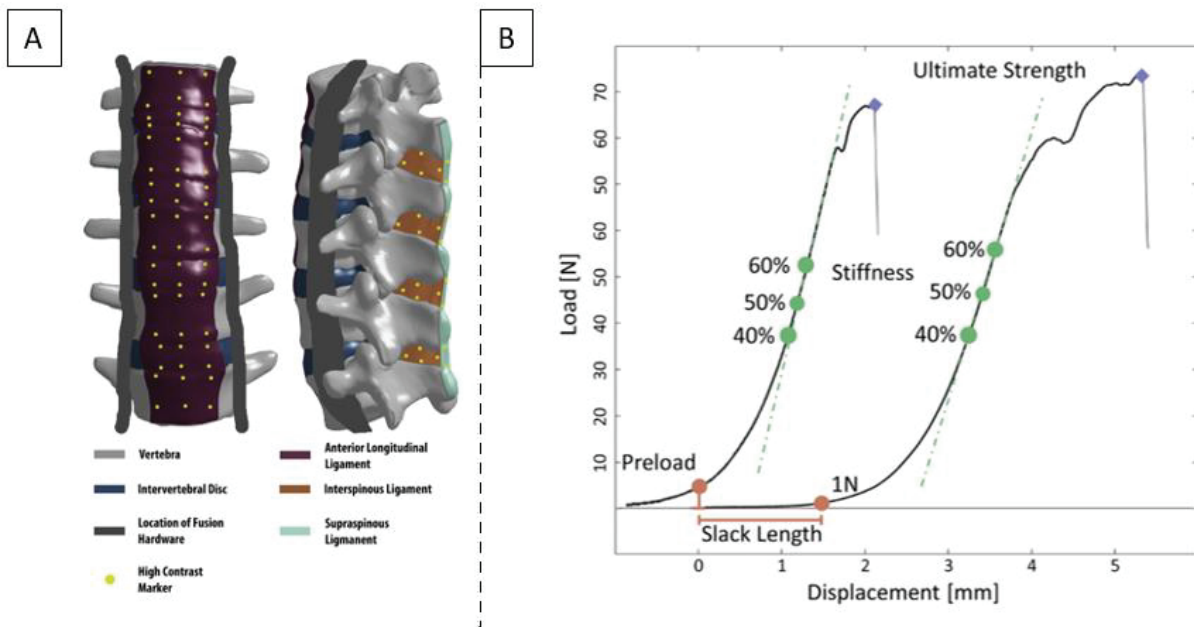 A
B
Vertebra
Intervertebral Disc
Location of Fusion
Hardware
High Contrast
Marker
Anterior Longitudinal
Ligament
Interspinous Ligament
Supraspinous
Ligmanent
Load [N]
70
60
50
60
50
40
30
20
10
Ultimate Strength
60%
50%
40%
Stiffness
60%
50%
40%
Preload
1N
Slack Length
0 1 2 3 4 5
Displacement [mm]